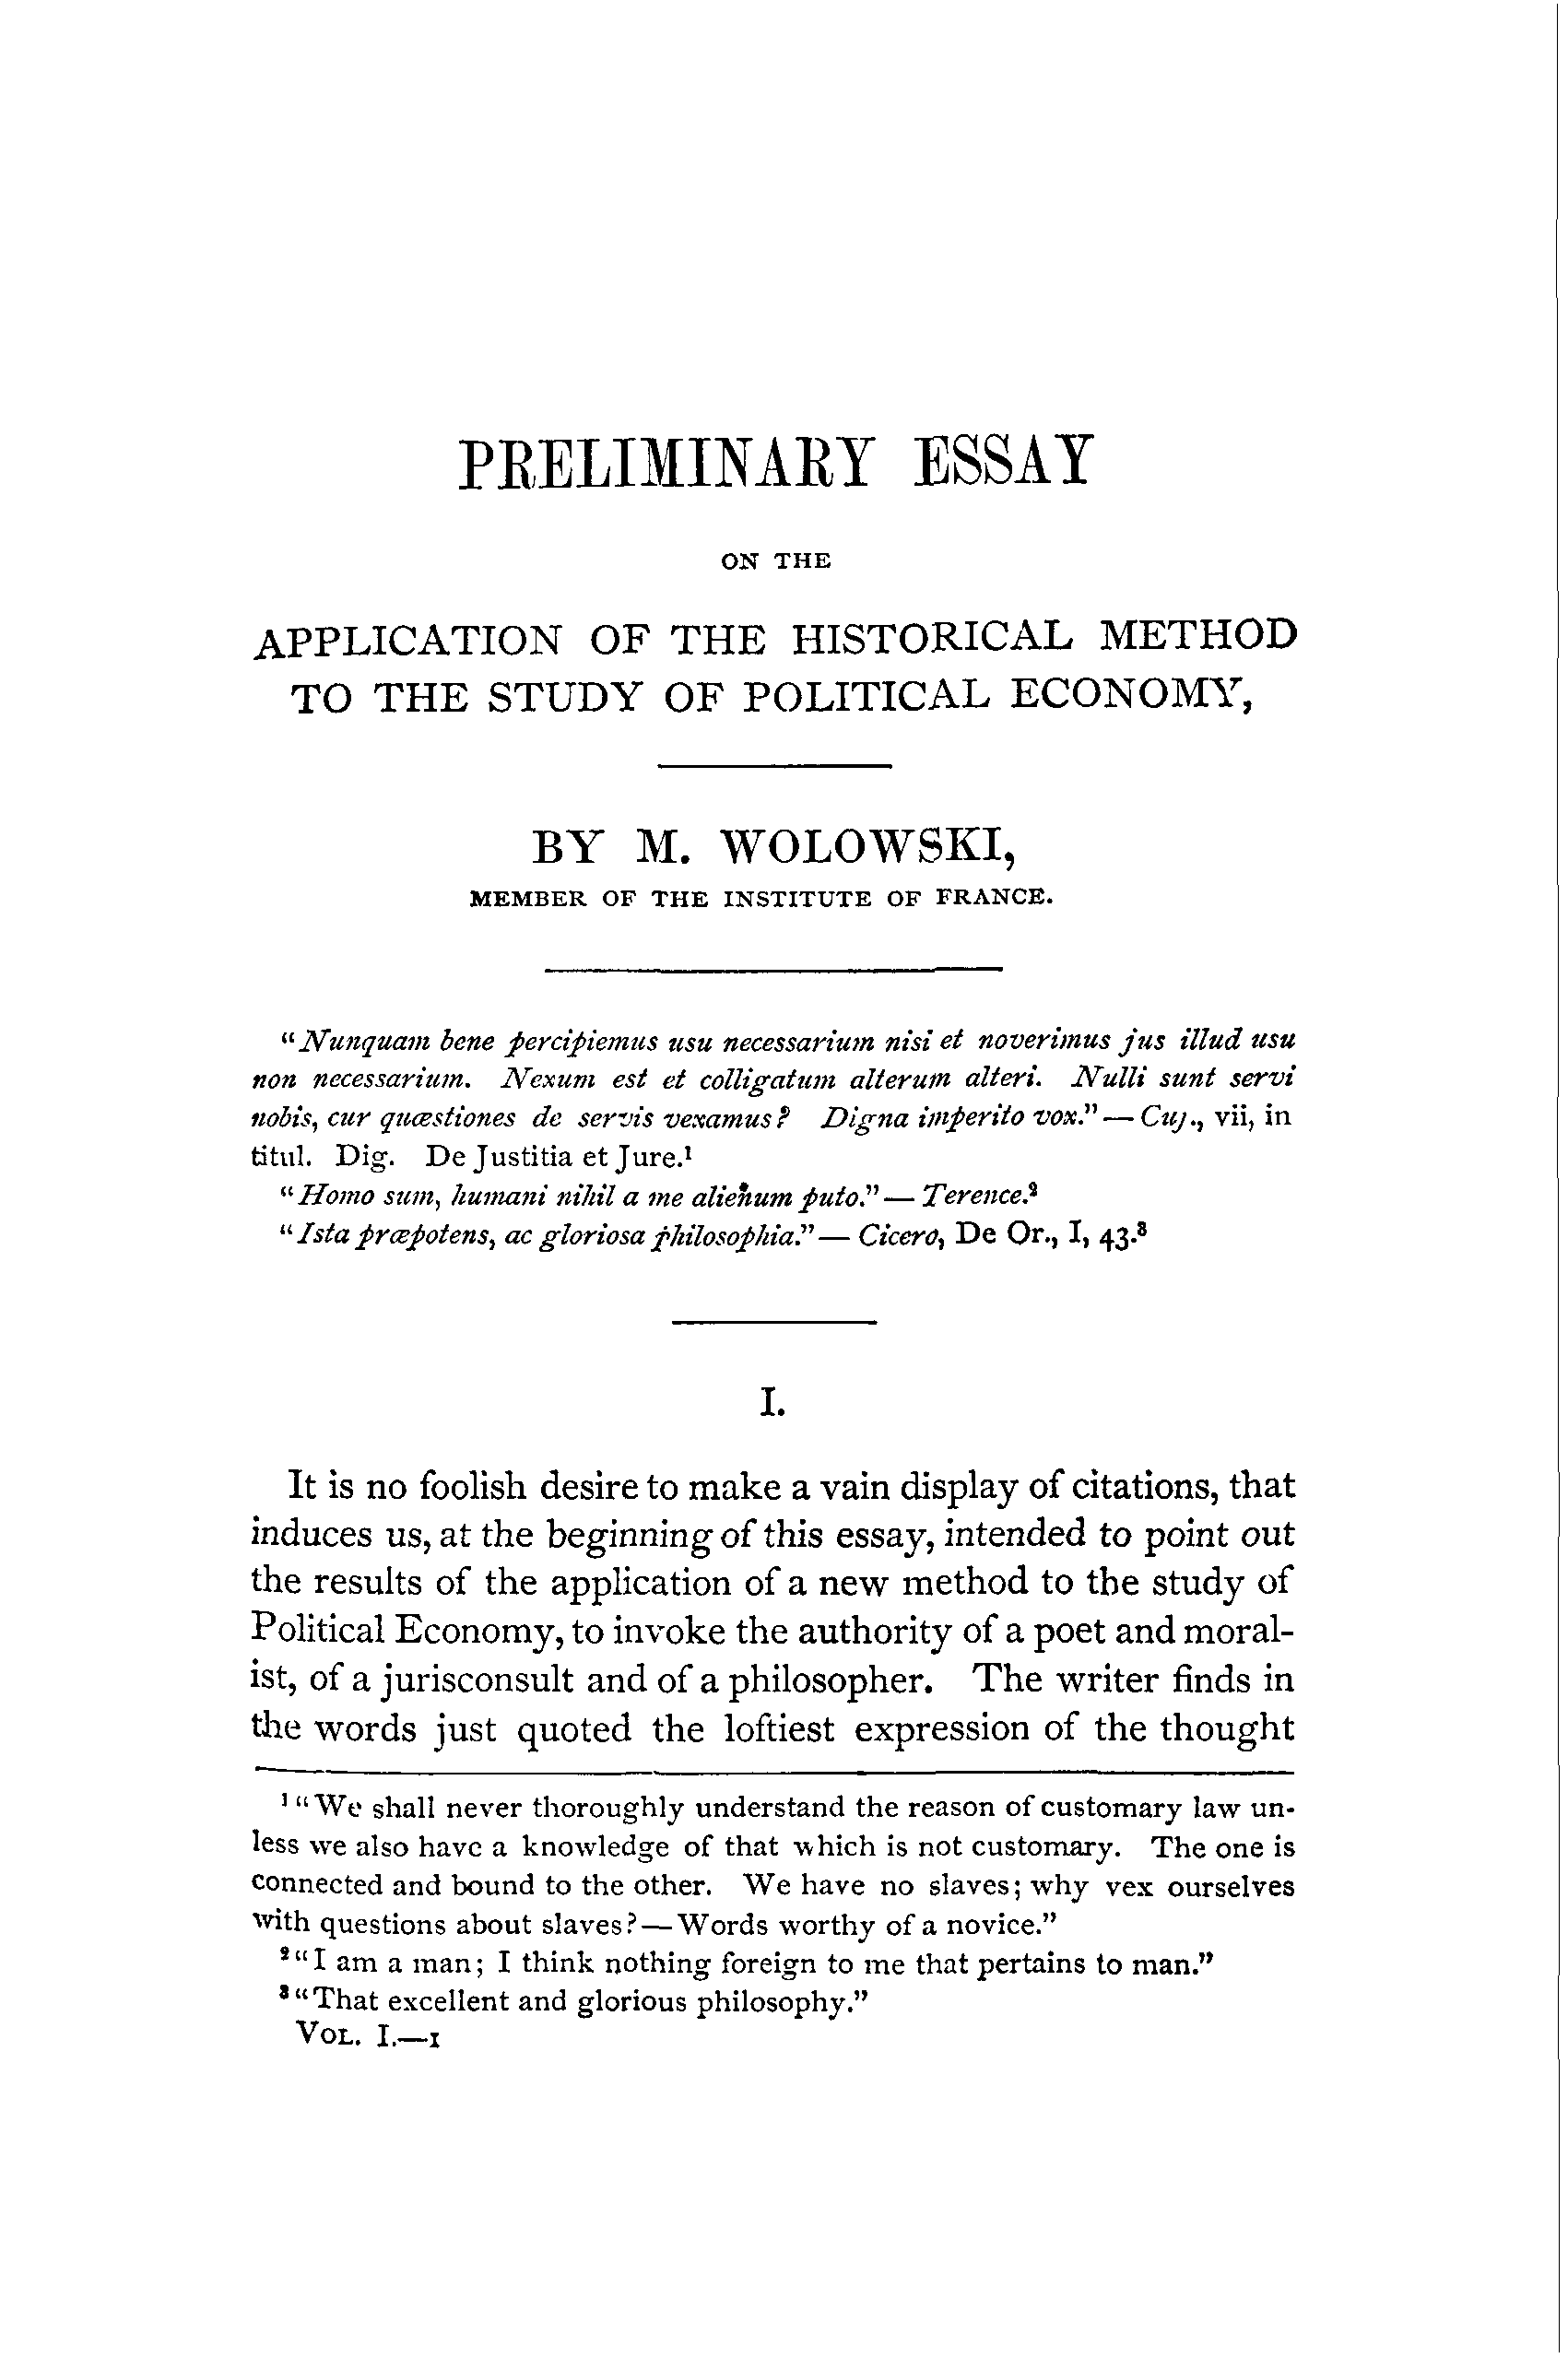 PRELIMINARY ESSAY
ON THE
APPLICATION OF THE HISTORICAL METHOD
TO THE STUDY OF POLITICAL ECONOMY,
BY M. WOLOWSKI,
MEMBER OF THE INSTITUTE OF FRANCE.
"Nunquam bene percipiemus usu necessarium nisi et noverimus jus illud usu
non necessarium. Nexum est et colligatum alterum alteri. Nulli sunt servi
nobis, cur quæstiones de servis vexamus? Digna imperito vox."— Cuj., vii, in
titul. Dig. De Justitia et Jure.¹
"Homo sum, humani nihil a me alienum puto."— Terence.²
"Ista præpotens, ac gloriosa philosophia."— Cicero, De Or., I, 43.³
I.
It is no foolish desire to make a vain display of citations, that
induces us, at the beginning of this essay, intended to point out
the results of the application of a new method to the study of
Political Economy, to invoke the authority of a poet and moral-
ist, of a jurisconsult and of a philosopher. The writer finds in
the words just quoted the loftiest expression of the thought
¹ "We shall never thoroughly understand the reason of customary law un-
less we also have a knowledge of that which is not customary. The one is
connected and bound to the other. We have no slaves; why vex ourselves
with questions about slaves?—Words worthy of a novice."
² "I am a man; I think nothing foreign to me that pertains to man."
³ "That excellent and glorious philosophy."
VOL. I.—1